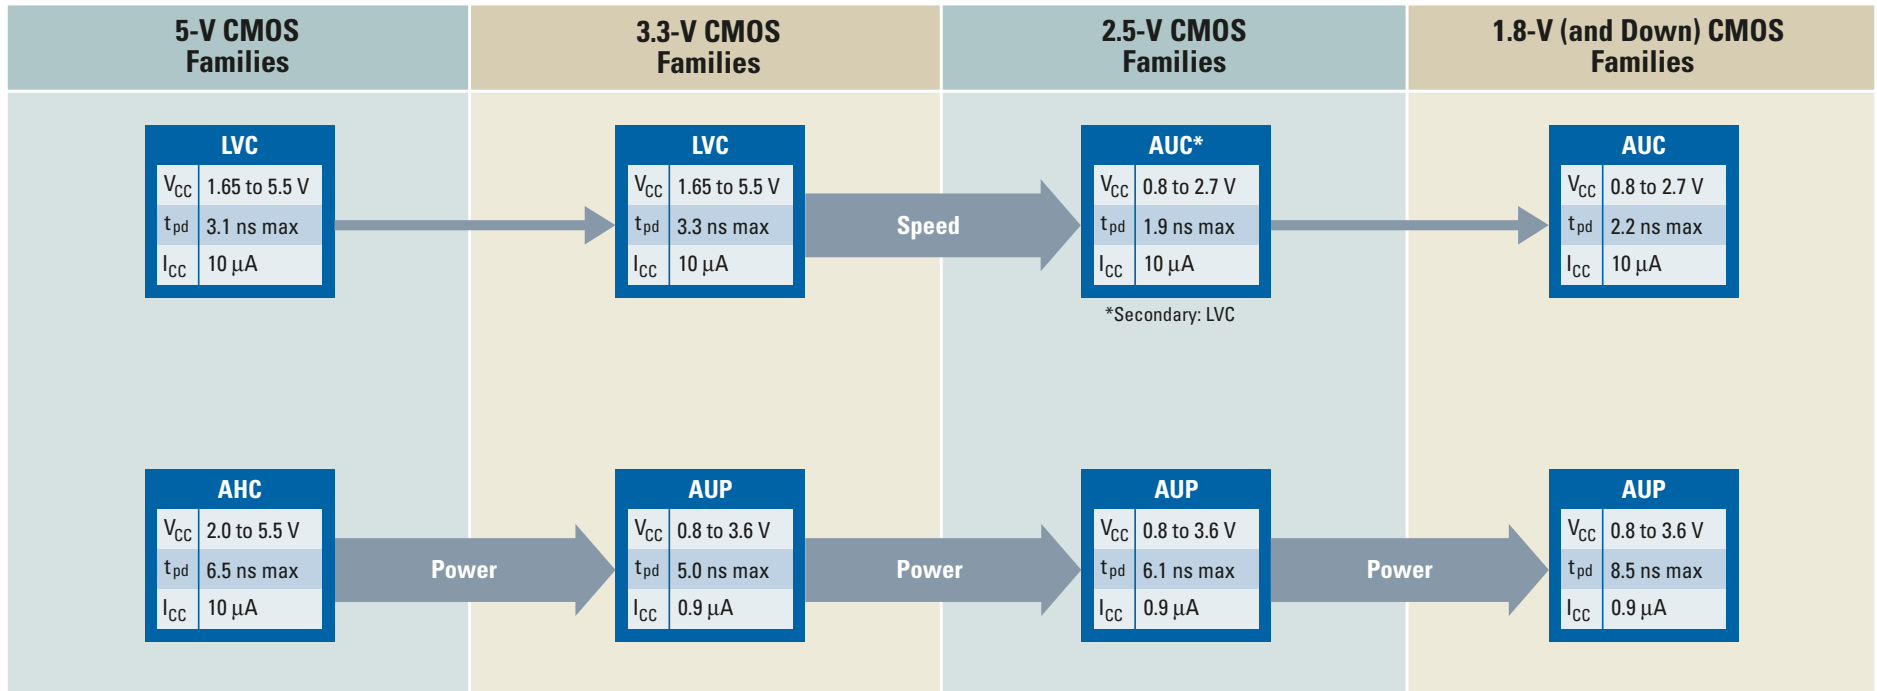 5-V CMOS
Families
3.3-V CMOS
Families
2.5-V CMOS
Families
1.8-V (and Down) CMOS
Families
LVC
VCC 1.65 to 5.5 V
tpd 3.1 ns max
ICC 10 μA
LVC
VCC 1.65 to 5.5 V
tpd 3.3 ns max
ICC 10 μA
Speed
AUC*
VCC 0.8 to 2.7 V
tpd 1.9 ns max
ICC 10 μA
*Secondary: LVC
AUC
VCC 0.8 to 2.7 V
tpd 2.2 ns max
ICC 10 μA
AHC
VCC 2.0 to 5.5 V
tpd 6.5 ns max
ICC 10 μA
Power
AUP
VCC 0.8 to 3.6 V
tpd 5.0 ns max
ICC 0.9 μA
Power
AUP
VCC 0.8 to 3.6 V
tpd 6.1 ns max
ICC 0.9 μA
Power
AUP
VCC 0.8 to 3.6 V
tpd 8.5 ns max
ICC 0.9 μA